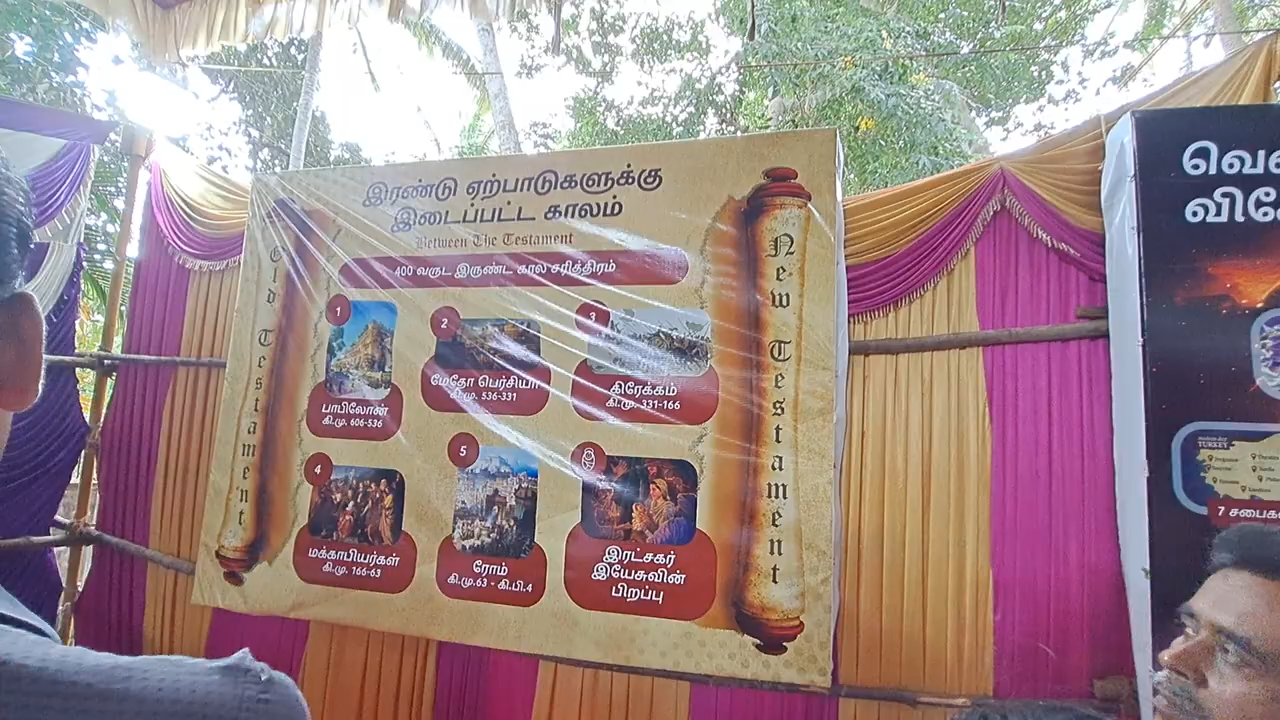 இரண்டு ஏற்பாடுகளுக்கு
இடைப்பட்ட காலம்
Between The Testament
400 வருட இருண்ட கால சரித்திரம்
Old Testament
1
பாபிலோன்
கி.மு. 606-536
2
மேதோ பெர்சியா
கி.மு. 536-331
3
கிரேக்கம்
கி.மு. 331-166
4
மக்காபியர்கள்
கி.மு. 166-63
5
ரோம்
கி.மு.63 - கி.பி.4
இரட்சகர்
இயேசுவின்
பிறப்பு
New Testament
TURKEY